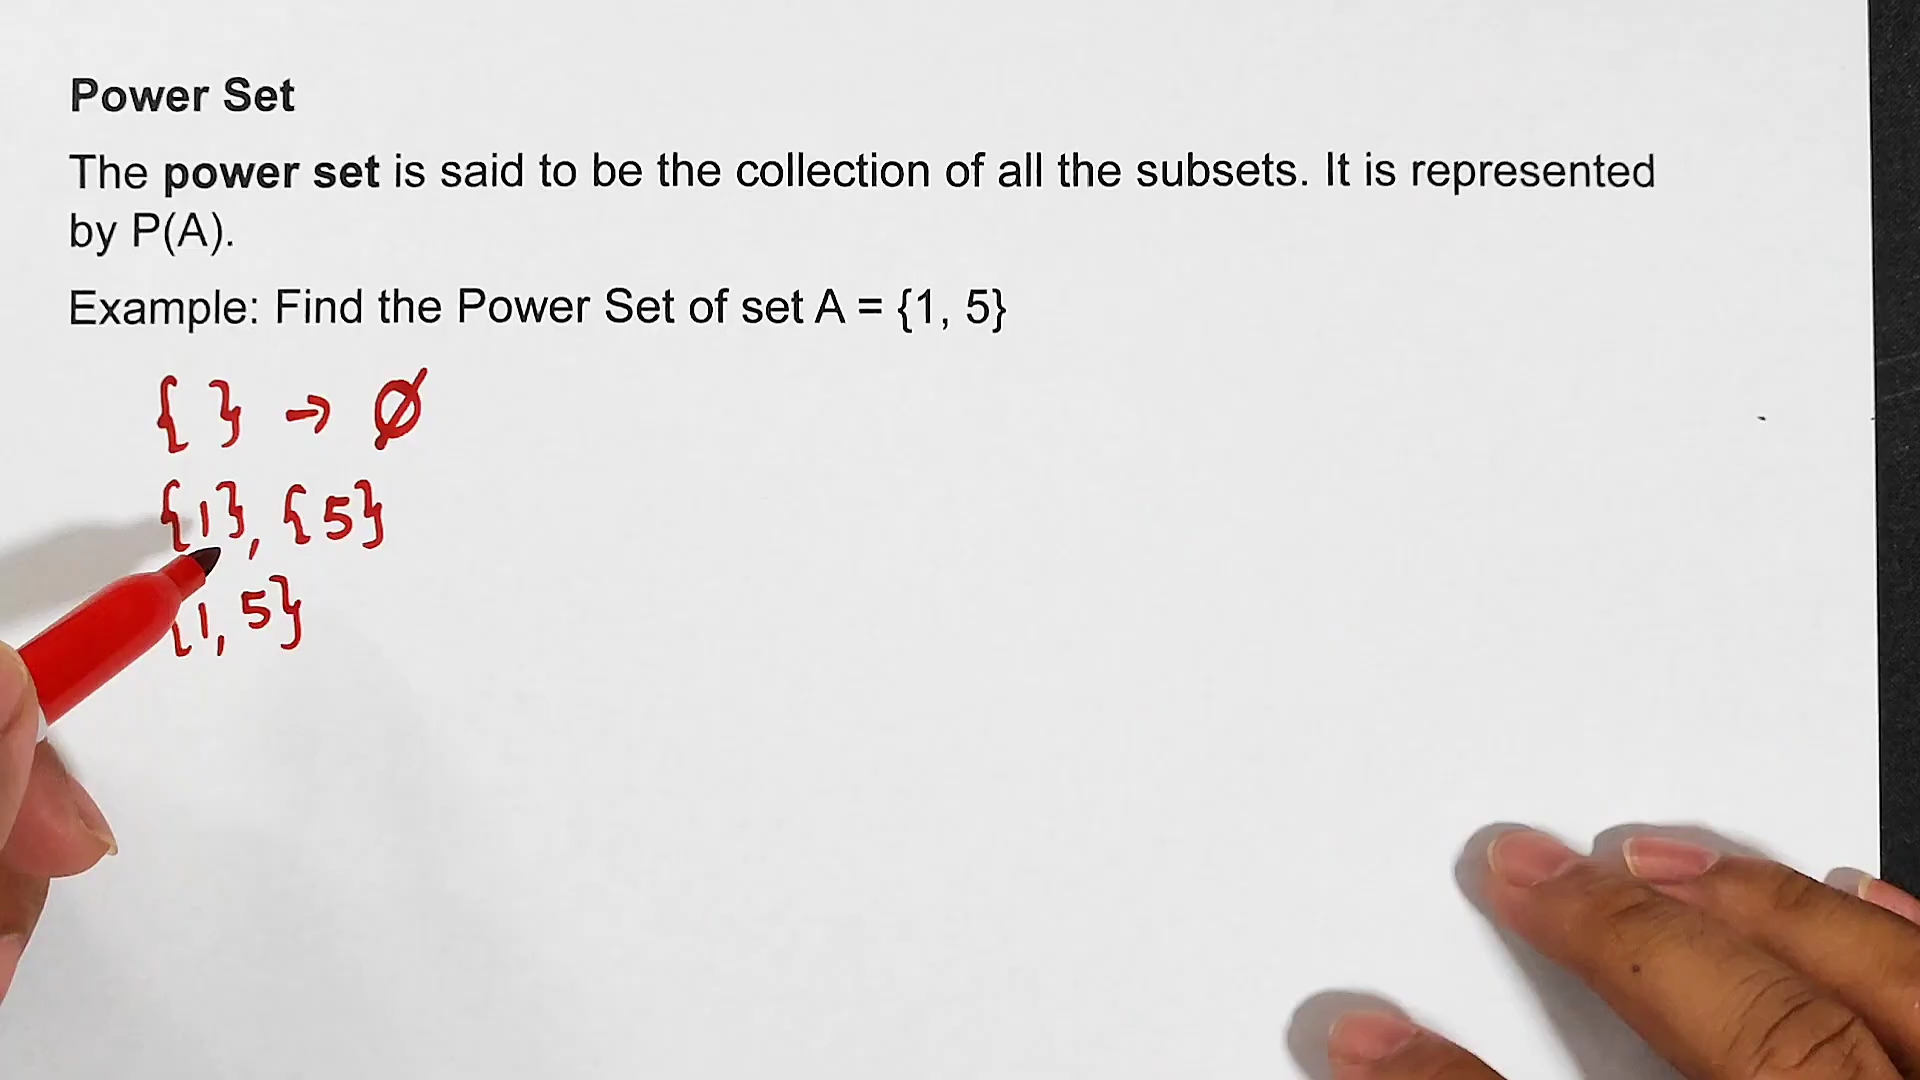 Power Set
The power set is said to be the collection of all the subsets. It is represented
by P(A).
Example: Find the Power Set of set A = {1, 5}
{ } → Ø
{1}, {5}
{1, 5}